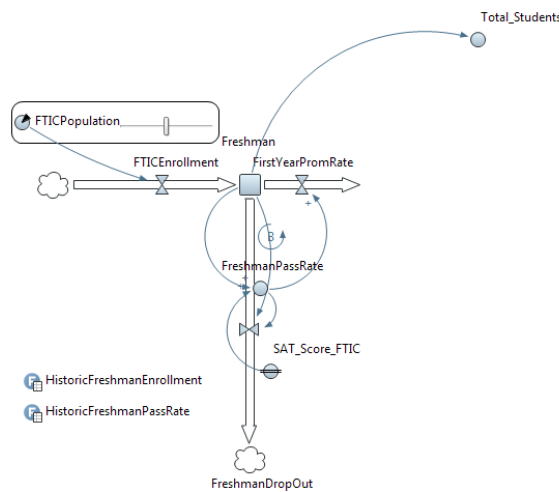 Total_Students
FTICPopulation
Freshman
FTICEnrollment
FirstYearPromRate
+
B
FreshmanPassRate
+
+
SAT_Score_FTIC
F HistoricFreshmanEnrollment
F HistoricFreshmanPassRate
FreshmanDropOut